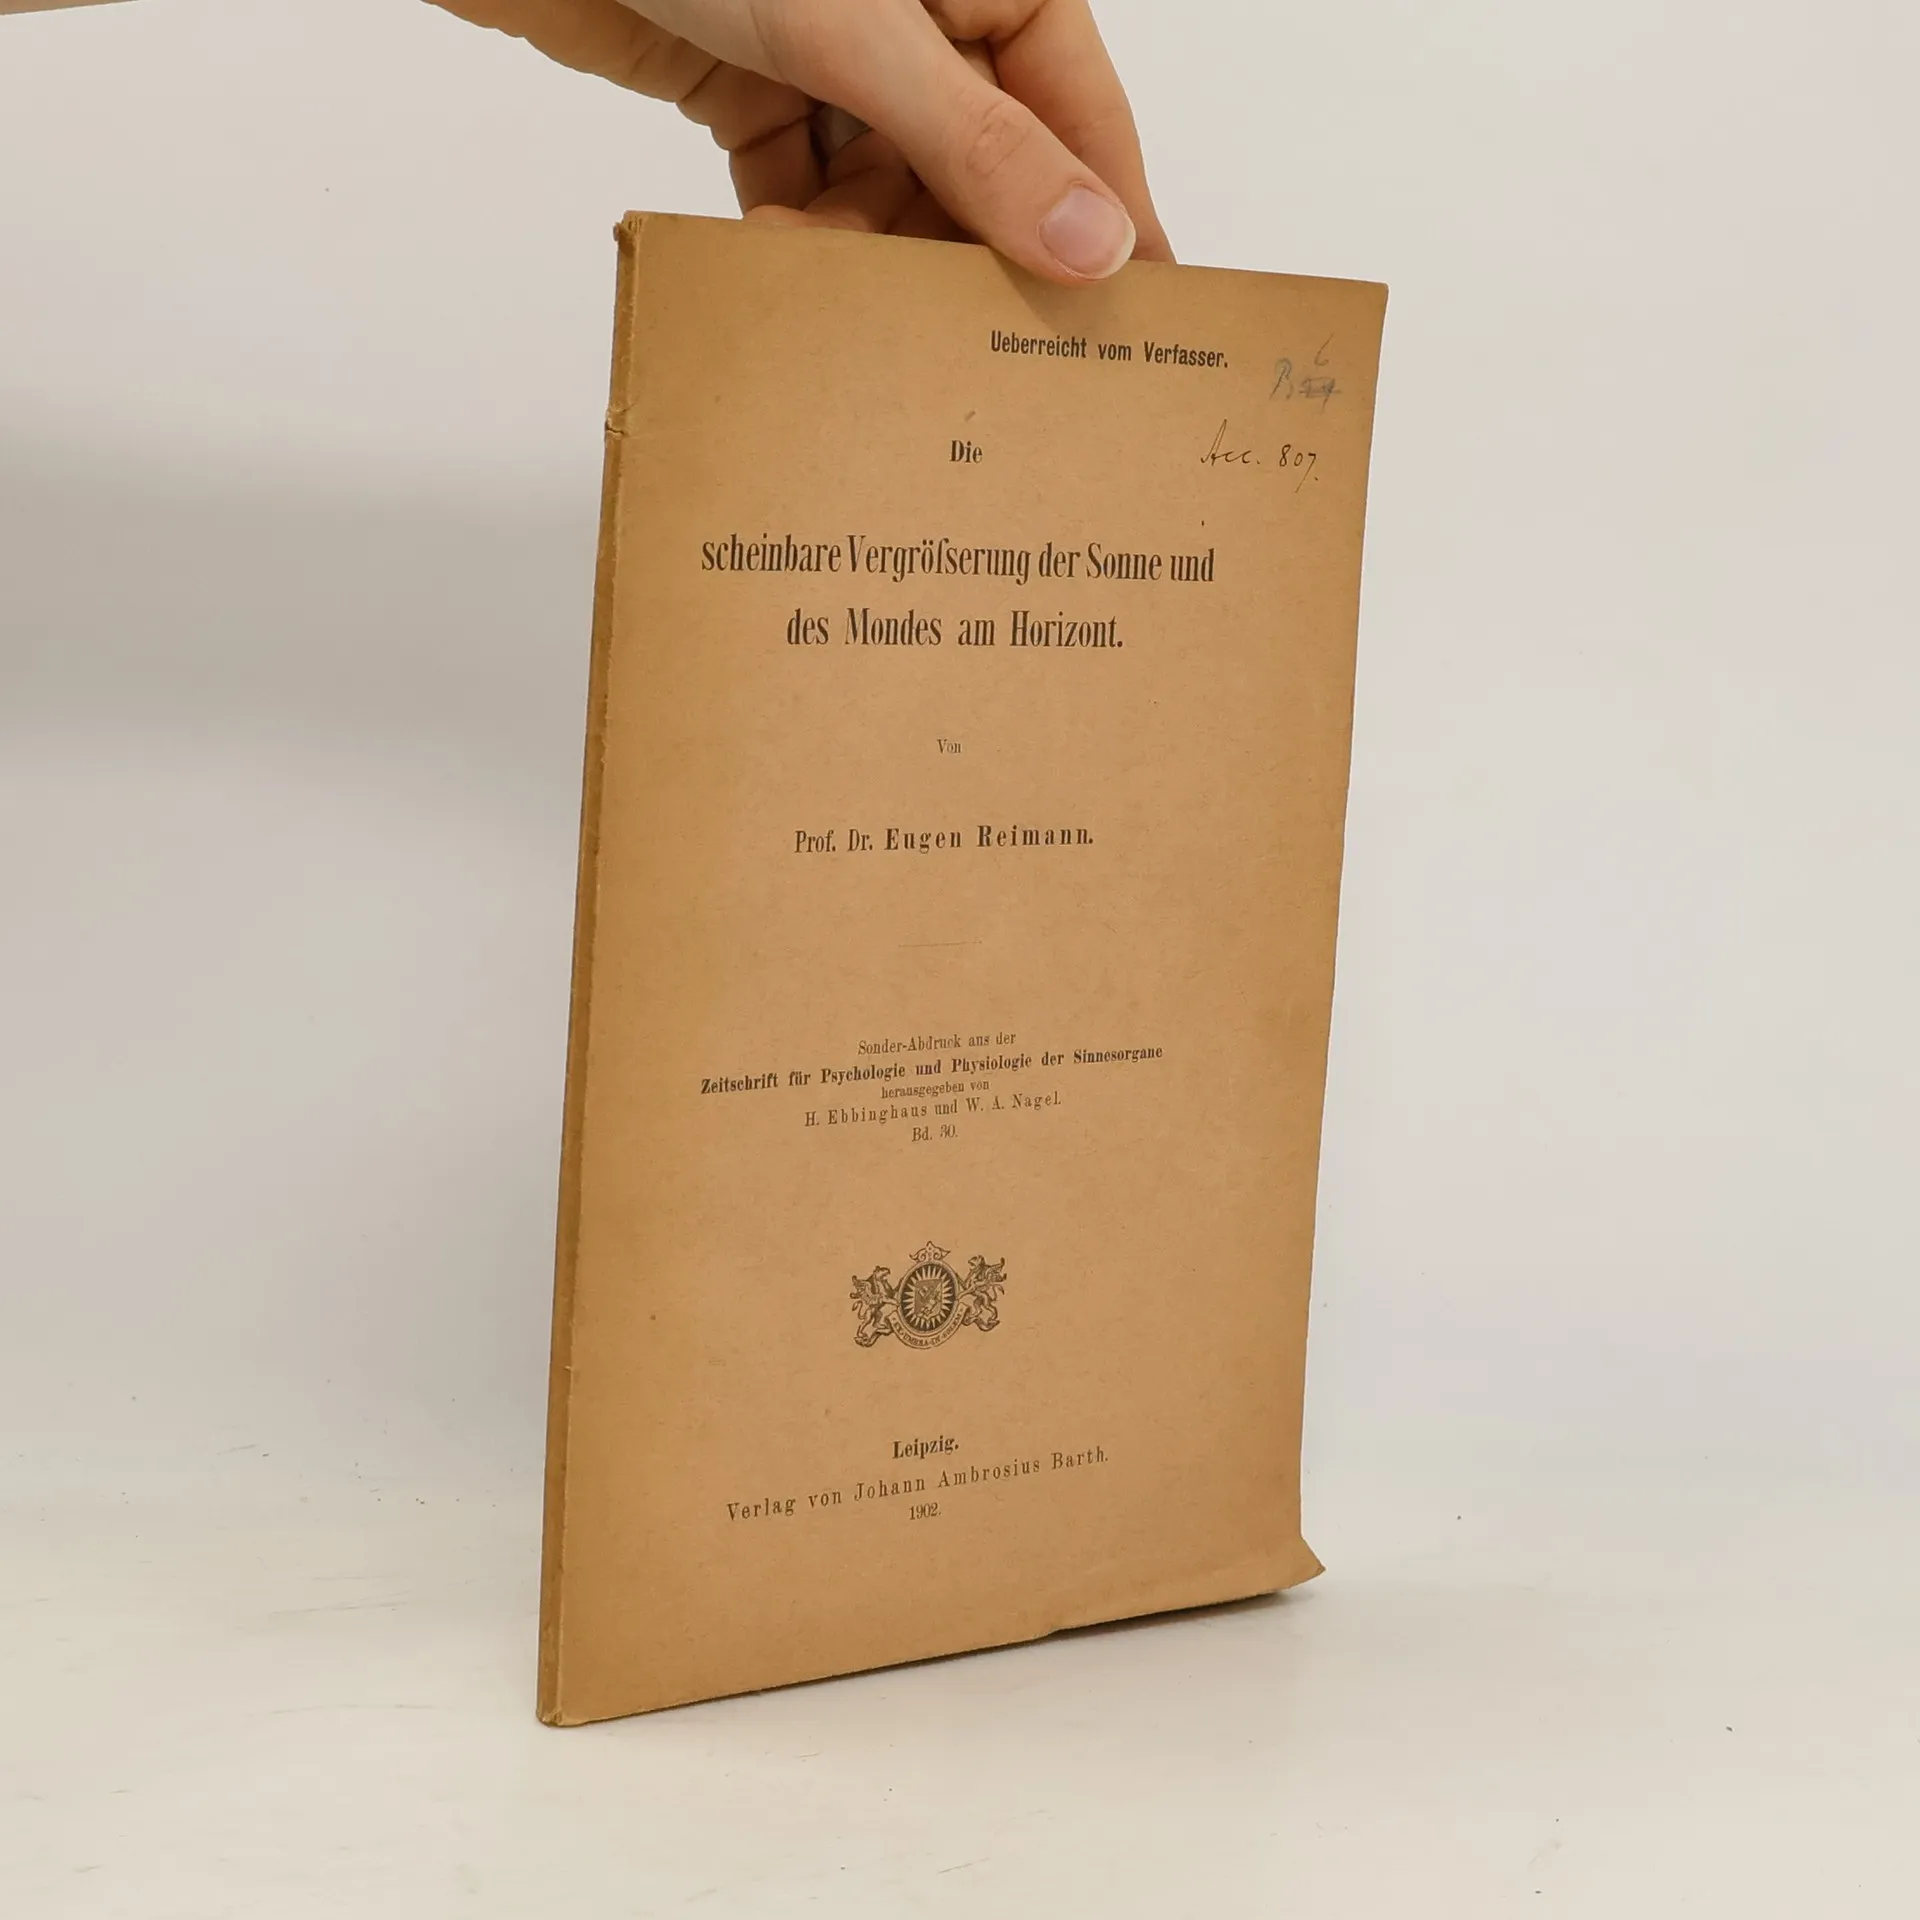 Ueberreicht vom Verfasser.
6
B
Acc. 807.
Die
scheinbare Vergröſserung der Sonne und
des Mondes am Horizont.
Von
Prof. Dr. Eugen Reimann.
Sonder-Abdruck aus der
Zeitschrift für Psychologie und Physiologie der Sinnesorgane
herausgegeben von
H. Ebbinghaus und W. A. Nagel.
Bd. 30.
Leipzig.
Verlag von Johann Ambrosius Barth.
1902.